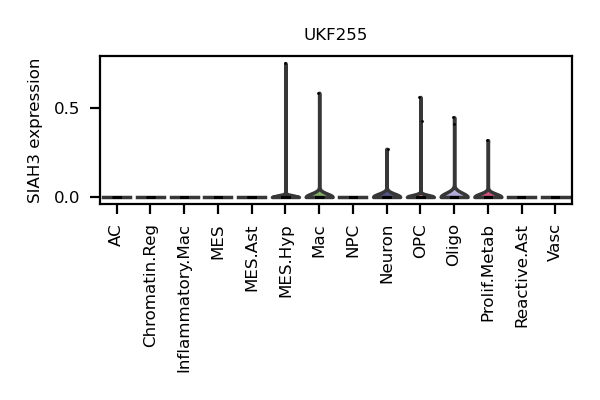 UKF255
SIAH3 expression
0.5
0.0
AC
Chromatin.Reg
Inflammatory.Mac
MES
MES.Ast
MES.Hyp
Mac
NPC
Neuron
OPC
Oligo
Prolif.Metab
Reactive.Ast
Vasc